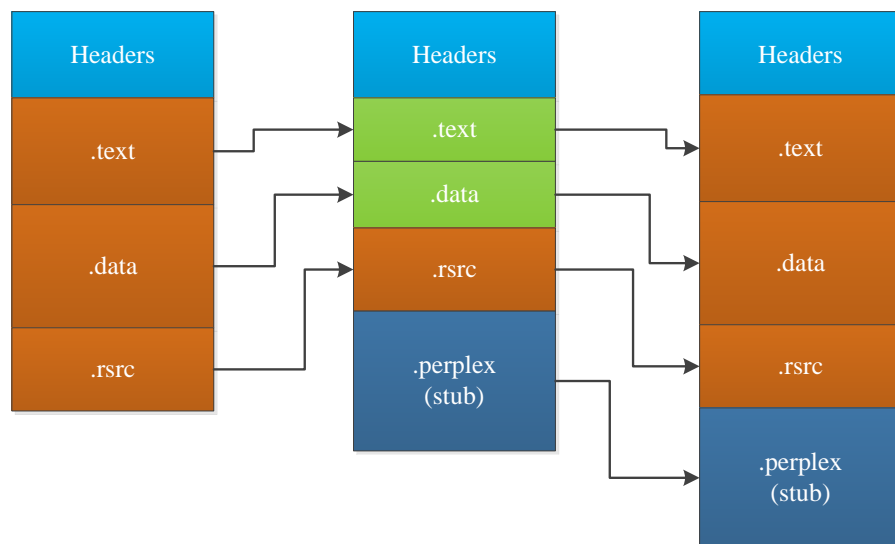 Headers
.text
.data
.rsrc
Headers
.text
.data
.rsrc
.perplex
(stub)
Headers
.text
.data
.rsrc
.perplex
(stub)